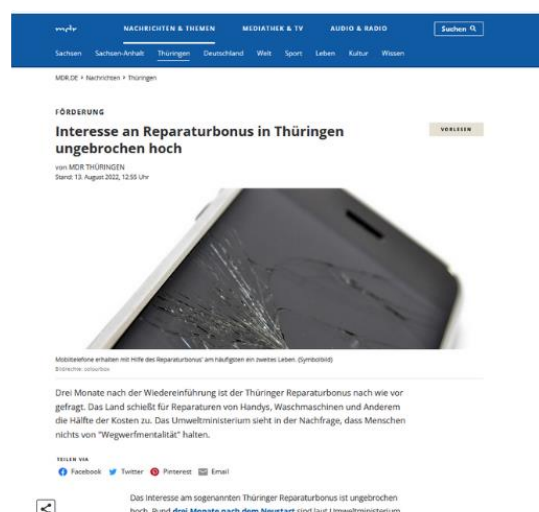 mdr
NACHRICHTEN & THEMEN MEDIATHEK & TV AUDIO & RADIO Suchen
Sachsen Sachsen-Anhalt Thüringen Deutschland Welt Sport Leben Kultur Wissen
MDR.DE › Nachrichten › Thüringen
FÖRDERUNG
Interesse an Reparaturbonus in Thüringen
ungebrochen hoch
VORLESEN
von MDR THÜRINGEN
Stand: 13. August 2022, 12:55 Uhr
Mobiltelefone erhalten mit Hilfe des Reparaturbonus' am häufigsten ein zweites Leben. (Symbolbild)
Bildrechte: colourbox
Drei Monate nach der Wiedereinführung ist der Thüringer Reparaturbonus nach wie vor
gefragt. Das Land schießt für Reparaturen von Handys, Waschmaschinen und Anderem
die Hälfte der Kosten zu. Das Umweltministerium sieht in der Nachfrage, dass Menschen
nichts von "Wegwerfmentalität" halten.
TEILEN VIA
Facebook Twitter Pinterest Email
Das Interesse am sogenannten Thüringer Reparaturbonus ist ungebrochen
hoch. Rund drei Monate nach dem Neustart sind laut Umweltministerium